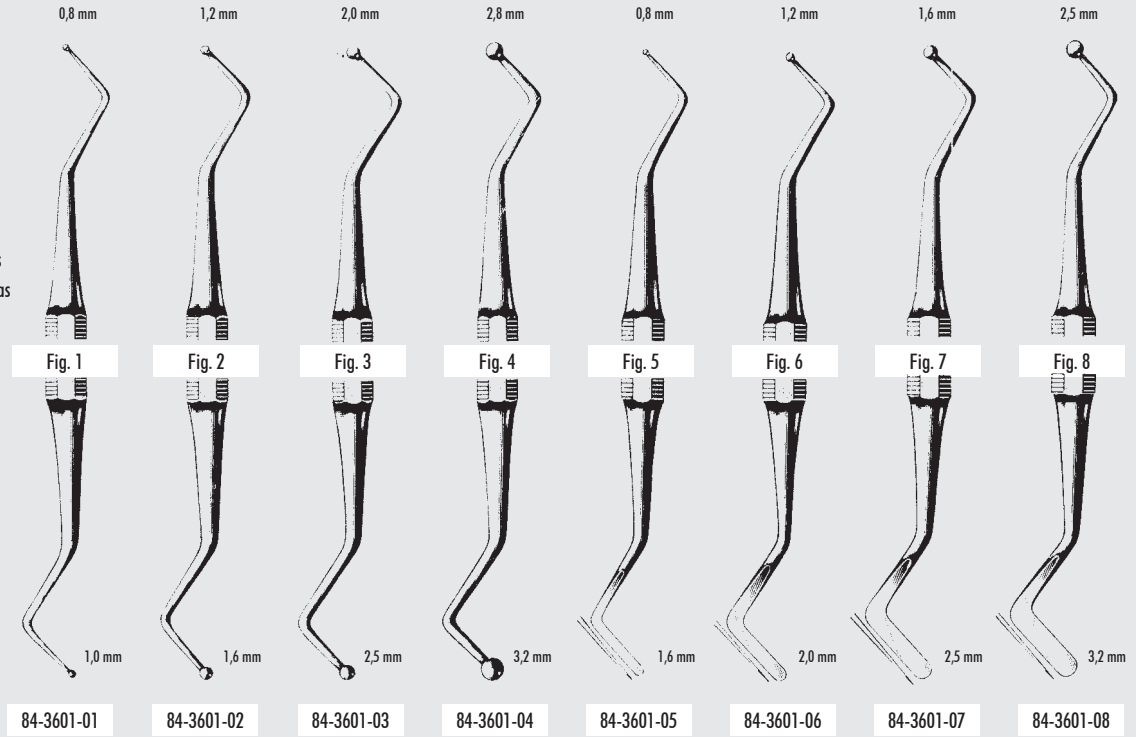 0,8 mm 1,2 mm 2,0 mm 2,8 mm 0,8 mm 1,2 mm 1,6 mm 2,5 mm
s
as
Fig. 1 Fig. 2 Fig. 3 Fig. 4 Fig. 5 Fig. 6 Fig. 7 Fig. 8
1,0 mm 1,6 mm 2,5 mm 3,2 mm 1,6 mm 2,0 mm 2,5 mm 3,2 mm
84-3601-01 84-3601-02 84-3601-03 84-3601-04 84-3601-05 84-3601-06 84-3601-07 84-3601-08